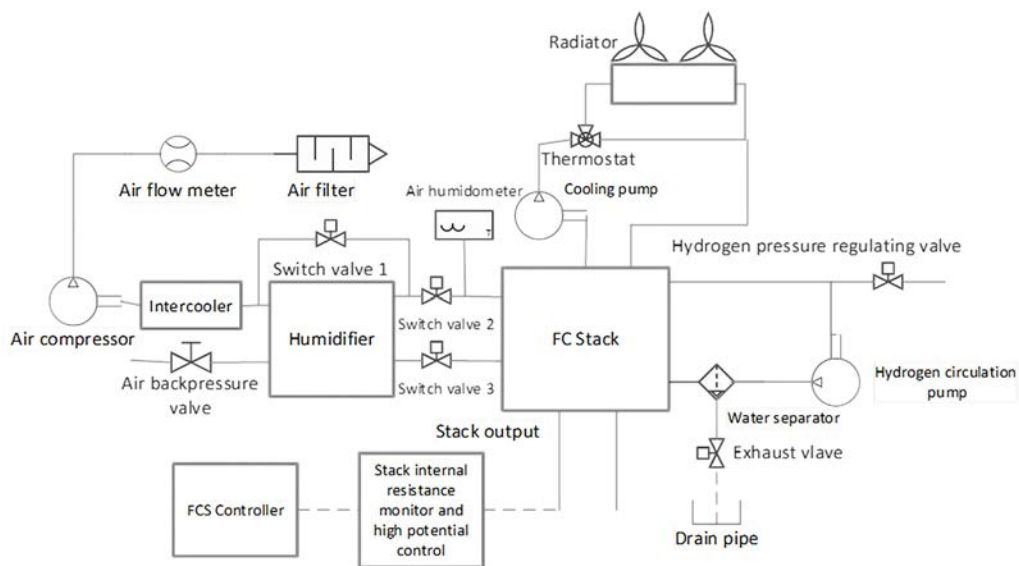 Radiator
Thermostat
Cooling pump
Air flow meter
Air filter
Air humidometer
T
Hydrogen pressure regulating valve
Switch valve 1
Intercooler
Air compressor
Humidifier
Switch valve 2
FC Stack
Switch valve 3
Air backpressure
valve
Hydrogen circulation
pump
Water separator
Stack output
Exhaust vlave
FCS Controller
Stack internal
resistance
monitor and
high potential
control
Drain pipe